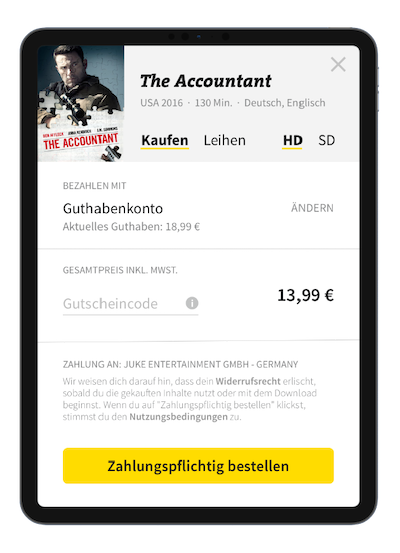 The Accountant
USA 2016 · 130 Min. · Deutsch, Englisch
Kaufen Leihen HD SD
BEN AFFLECK ANNA KENDRICK J.K. SIMMONS
THE ACCOUNTANT
BEZAHLEN MIT
Guthabenkonto ÄNDERN
Aktuelles Guthaben: 18,99 €
GESAMTPREIS INKL. MWST.
Gutscheincode i 13,99 €
ZAHLUNG AN: JUKE ENTERTAINMENT GMBH - GERMANY
Wir weisen dich darauf hin, dass dein Widerrufsrecht erlischt,
sobald du die gekauften Inhalte nutzt oder mit dem Download
beginnst. Wenn du auf "Zahlungspflichtig bestellen" klickst,
stimmst du den Nutzungsbedingungen zu.
Zahlungspflichtig bestellen